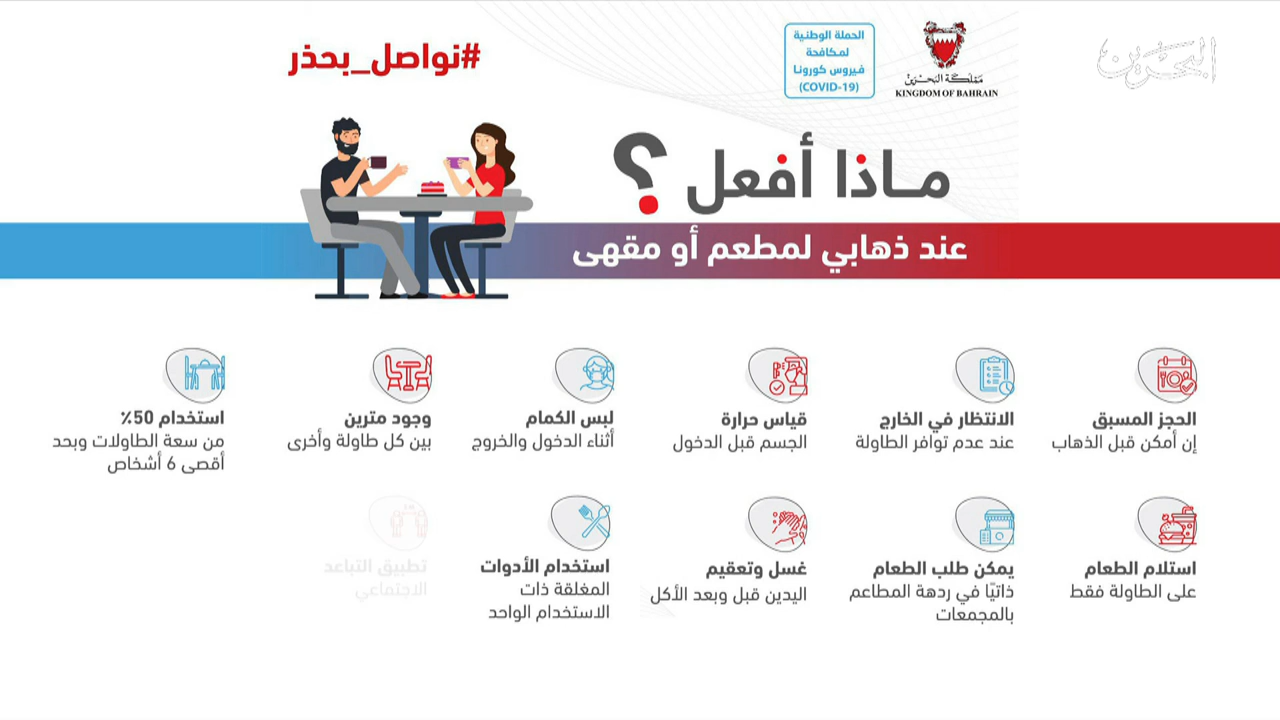 #نواصل_بحذر
الحملة الوطنية
لمكافحة
فيروس كورونا
(COVID-19)
مملكة البحرين
KINGDOM OF BAHRAIN
البحرين
ماذا أفعل ؟
عند ذهابي لمطعم أو مقهى
الحجز المسبق
إن أمكن قبل الذهاب
الانتظار في الخارج
عند عدم توافر الطاولة
قياس حرارة
الجسم قبل الدخول
لبس الكمام
أثناء الدخول والخروج
وجود مترين
بين كل طاولة وأخرى
استخدام 50٪
من سعة الطاولات وبحد
أقصى 6 أشخاص
استلام الطعام
على الطاولة فقط
يمكن طلب الطعام
ذاتيًا في ردهة المطاعم
بالمجمعات
غسل وتعقيم
اليدين قبل وبعد الأكل
استخدام الأدوات
المغلقة ذات
الاستخدام الواحد
تطبيق التباعد
الاجتماعي